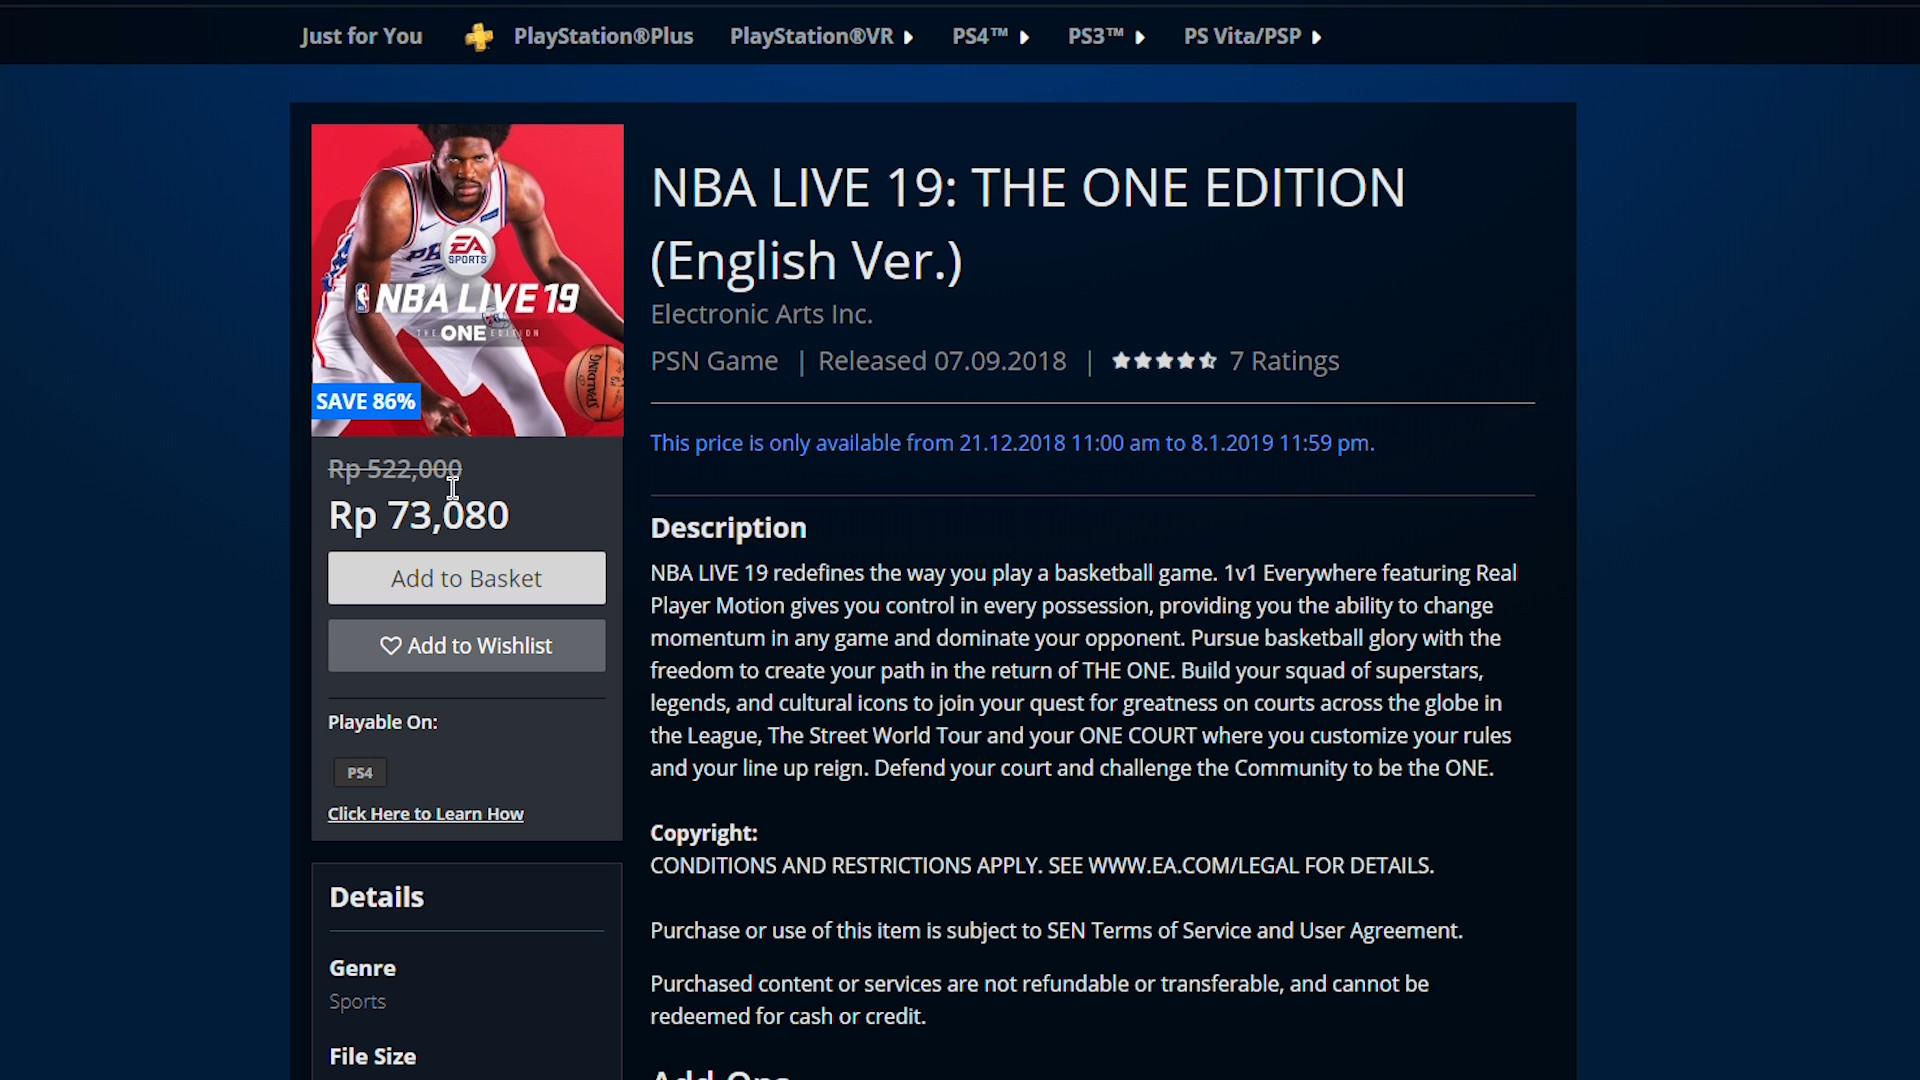 Just for You
PlayStation®Plus
PlayStation®VR
PS4™
PS3™
PS Vita/PSP
PH
EA
SPORTS
NBA LIVE 19
THE ONE EDITION
SAVE 86%
Rp 522,000
Rp 73,080
Add to Basket
Add to Wishlist
Playable On:
PS4
Click Here to Learn How
Details
Genre
Sports
File Size
NBA LIVE 19: THE ONE EDITION
(English Ver.)
Electronic Arts Inc.
PSN Game | Released 07.09.2018 | 7 Ratings
This price is only available from 21.12.2018 11:00 am to 8.1.2019 11:59 pm.
Description
NBA LIVE 19 redefines the way you play a basketball game. 1v1 Everywhere featuring Real
Player Motion gives you control in every possession, providing you the ability to change
momentum in any game and dominate your opponent. Pursue basketball glory with the
freedom to create your path in the return of THE ONE. Build your squad of superstars,
legends, and cultural icons to join your quest for greatness on courts across the globe in
the League, The Street World Tour and your ONE COURT where you customize your rules
and your line up reign. Defend your court and challenge the Community to be the ONE.
Copyright:
CONDITIONS AND RESTRICTIONS APPLY. SEE WWW.EA.COM/LEGAL FOR DETAILS.
Purchase or use of this item is subject to SEN Terms of Service and User Agreement.
Purchased content or services are not refundable or transferable, and cannot be
redeemed for cash or credit.
Add-Ons